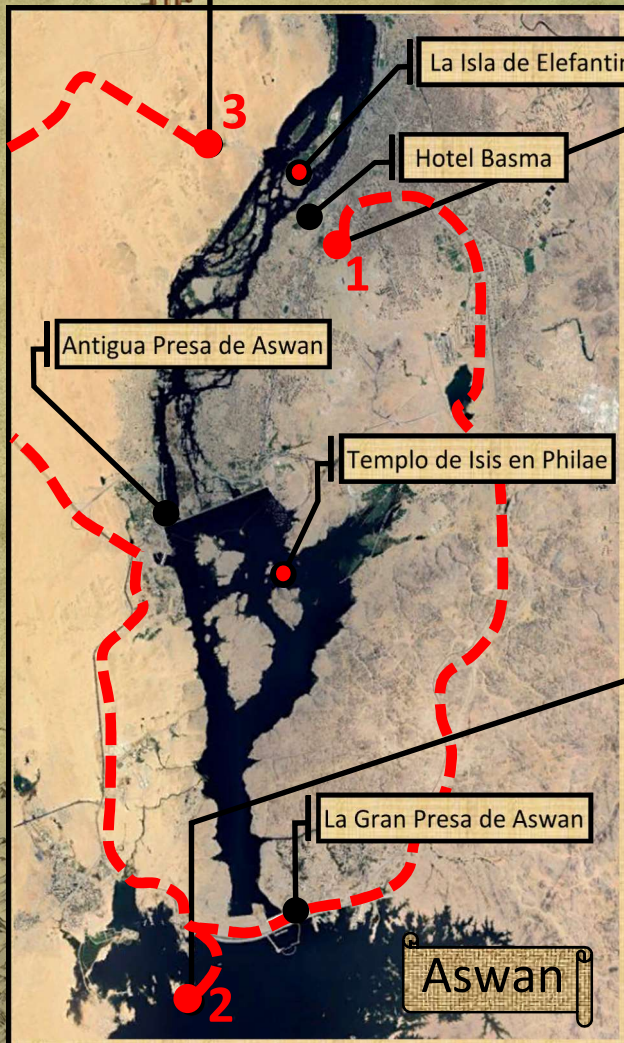 La Isla de Elefantin
3
Hotel Basma
1
Antigua Presa de Aswan
Templo de Isis en Philae
La Gran Presa de Aswan
Aswan
2